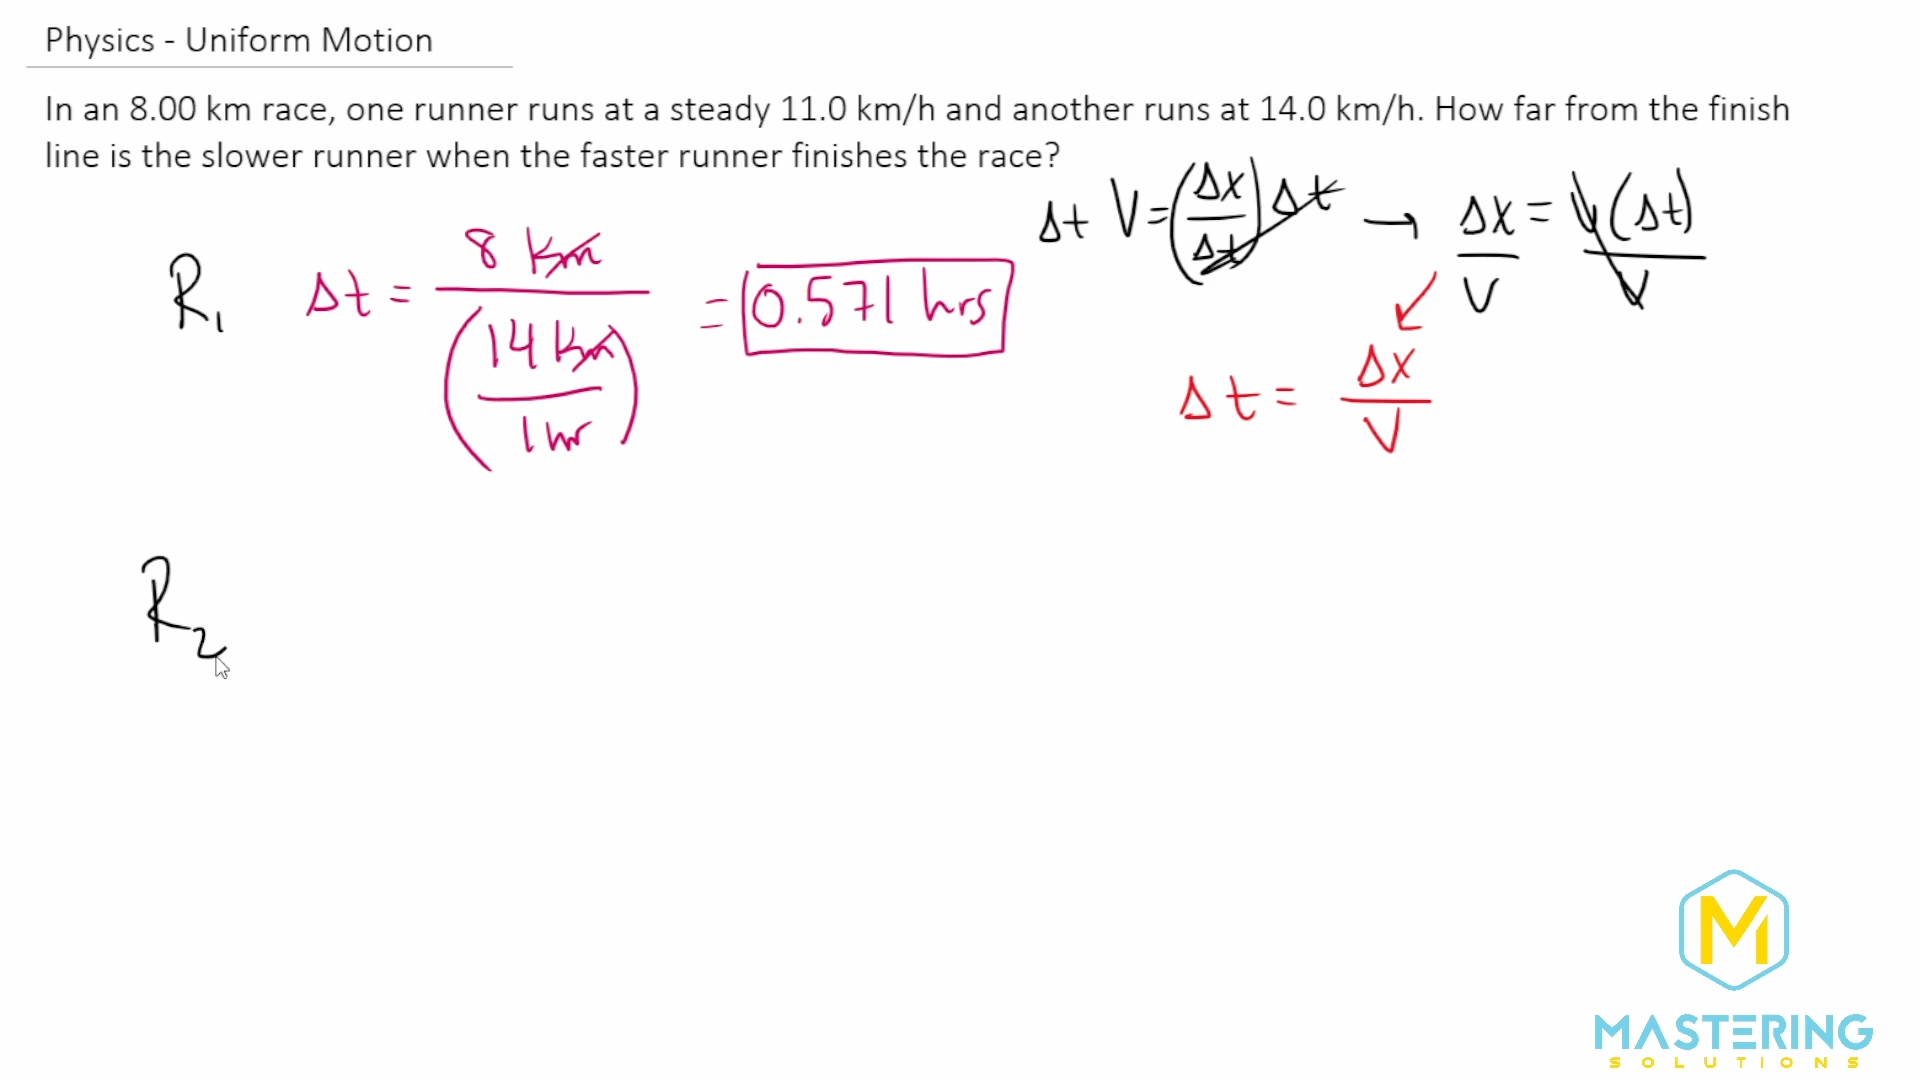 Physics - Uniform Motion
In an 8.00 km race, one runner runs at a steady 11.0 km/h and another runs at 14.0 km/h. How far from the finish
line is the slower runner when the faster runner finishes the race?
Δt V = (Δx/Δt) Δt → Δx/V = V(Δt)/V
R₁ Δt = 8 km / (14 km / 1 hr) = 0.571 hrs
Δt = Δx/V
R₂
M
MASTERING
SOLUTIONS